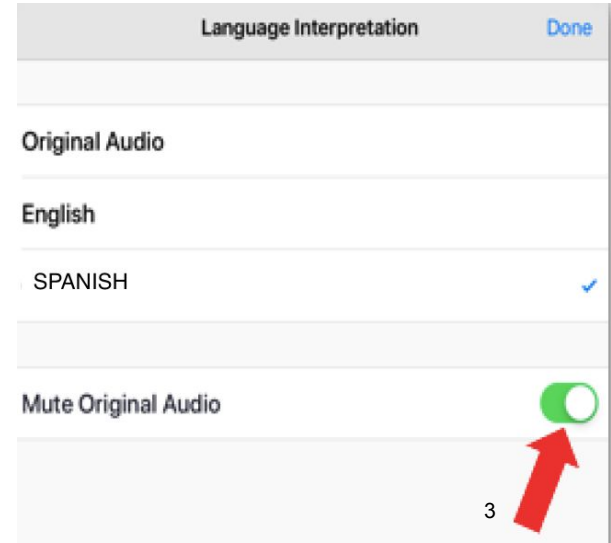 Language Interpretation Done
Original Audio
English
SPANISH
Mute Original Audio
3